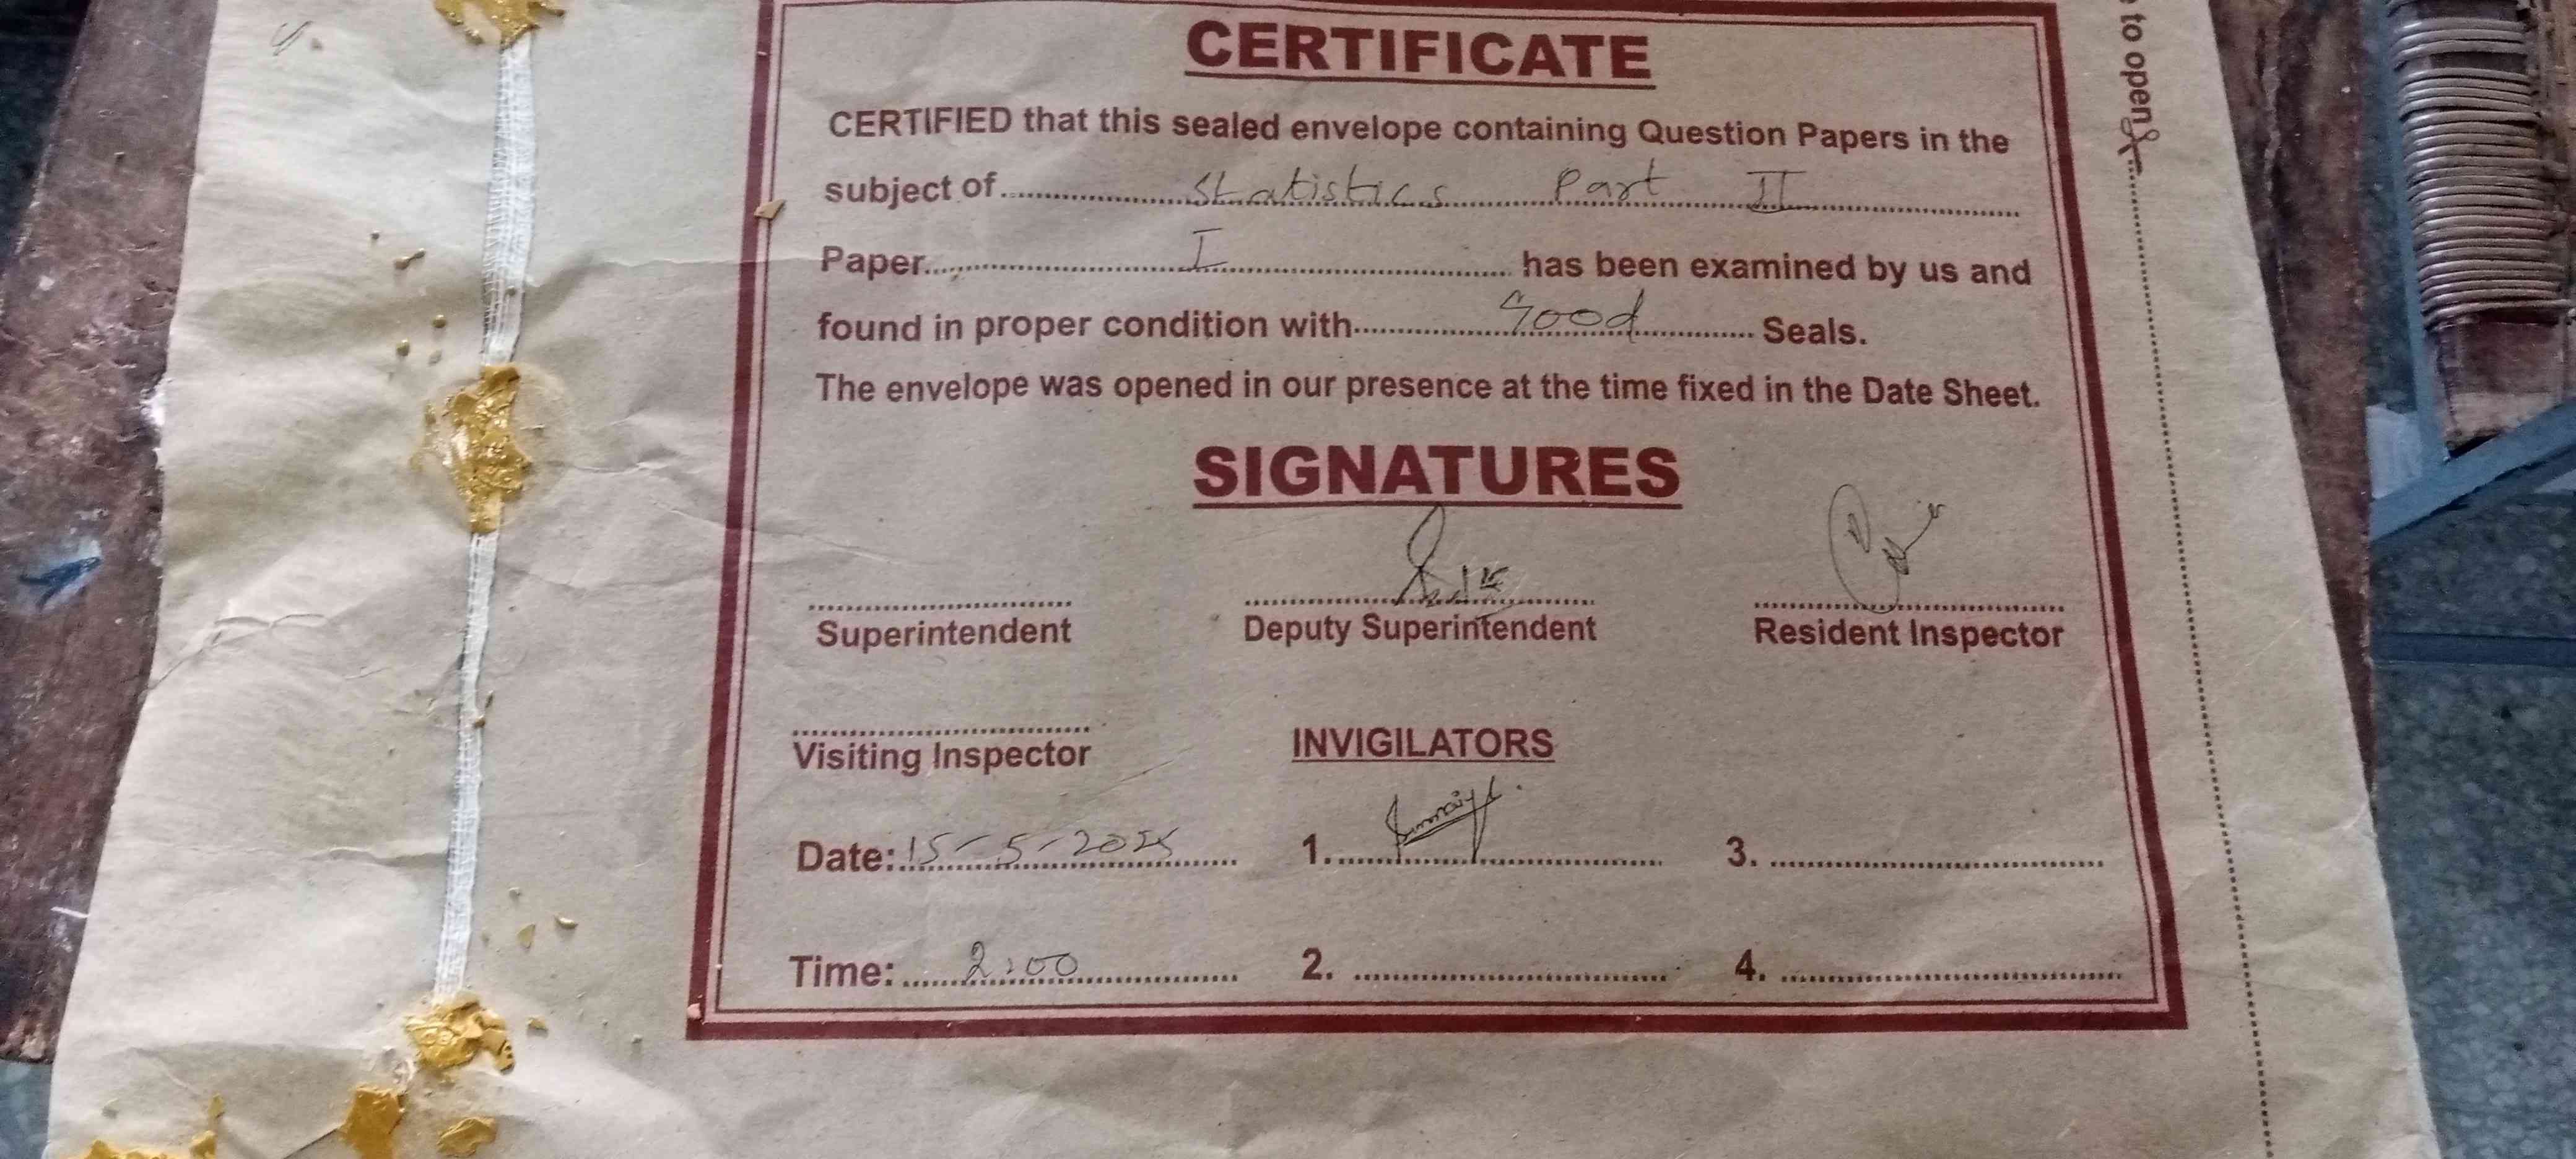 to open
CERTIFICATE
CERTIFIED that this sealed envelope containing Question Papers in the
subject of Statistics Part II
Paper I has been examined by us and
found in proper condition with Good Seals.
The envelope was opened in our presence at the time fixed in the Date Sheet.
SIGNATURES
Superintendent Deputy Superintendent Resident Inspector
Visiting Inspector INVIGILATORS
Date: 15-5-2025 1. 3.
Time: 2:00 2. 4.